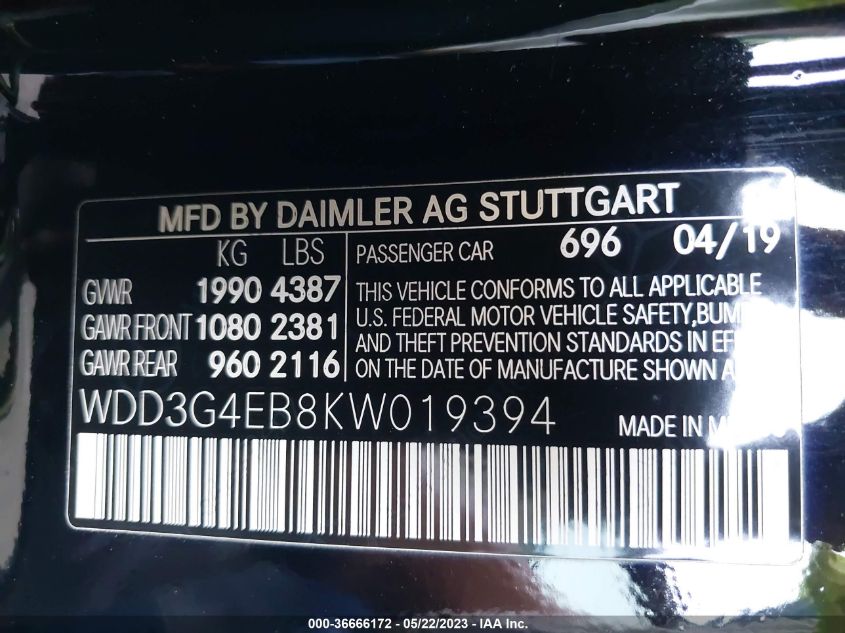 MFD BY DAIMLER AG STUTTGART
KG LBS
GVWR 1990 4387
GAWR FRONT 1080 2381
GAWR REAR 960 2116
PASSENGER CAR 696 04/19
THIS VEHICLE CONFORMS TO ALL APPLICABLE
U.S. FEDERAL MOTOR VEHICLE SAFETY,
AND THEFT PREVENTION STANDARDS IN
ON THE DATE OF MANUFACTURE SHOWN
WDD3G4EB8KW019394
MADE IN
000-36666172 - 05/22/2023 - IAA Inc.